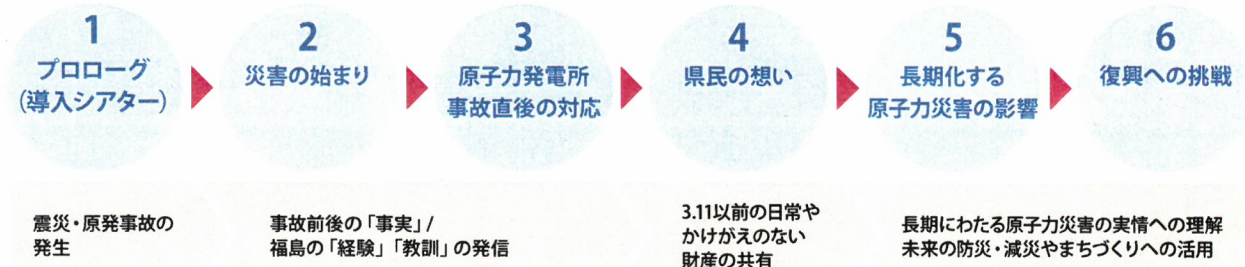 1
プロローグ
(導入シアター)
2
災害の始まり
3
原子力発電所
事故直後の対応
4
県民の想い
5
長期化する
原子力災害の影響
6
復興への挑戦
震災・原発事故の
発生
事故前後の「事実」/
福島の「経験」「教訓」の発信
3.11以前の日常や
かけがえのない
財産の共有
長期にわたる原子力災害の実情への理解
未来の防災・減災やまちづくりへの活用